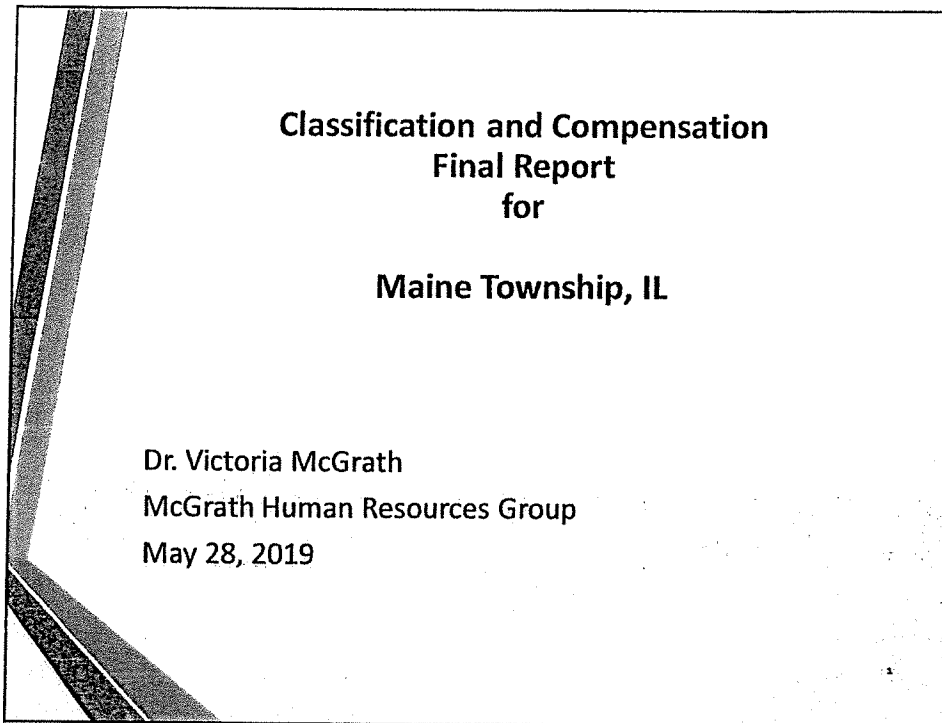 Classification and Compensation
Final Report
for
Maine Township, IL
Dr. Victoria McGrath
McGrath Human Resources Group
May 28, 2019
1